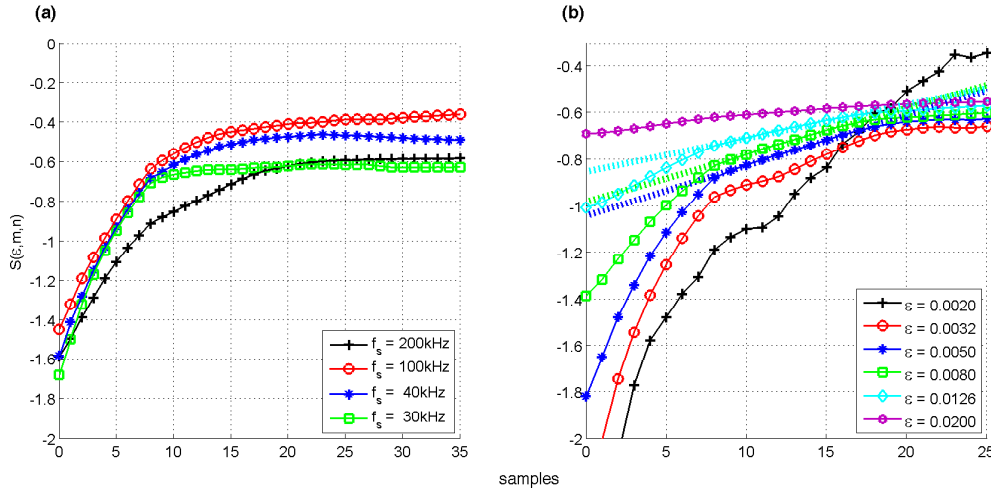 (a)
S(ε,m,n)
0
-0.2
-0.4
-0.6
-0.8
-1
-1.2
-1.4
-1.6
-1.8
-2
0 5 10 15 20 25 30 35
f_s = 200kHz
f_s = 100kHz
f_s = 40kHz
f_s = 30kHz
(b)
-0.4
-0.6
-0.8
-1
-1.2
-1.4
-1.6
-1.8
-2
0 5 10 15 20 25
ε = 0.0020
ε = 0.0032
ε = 0.0050
ε = 0.0080
ε = 0.0126
ε = 0.0200
samples